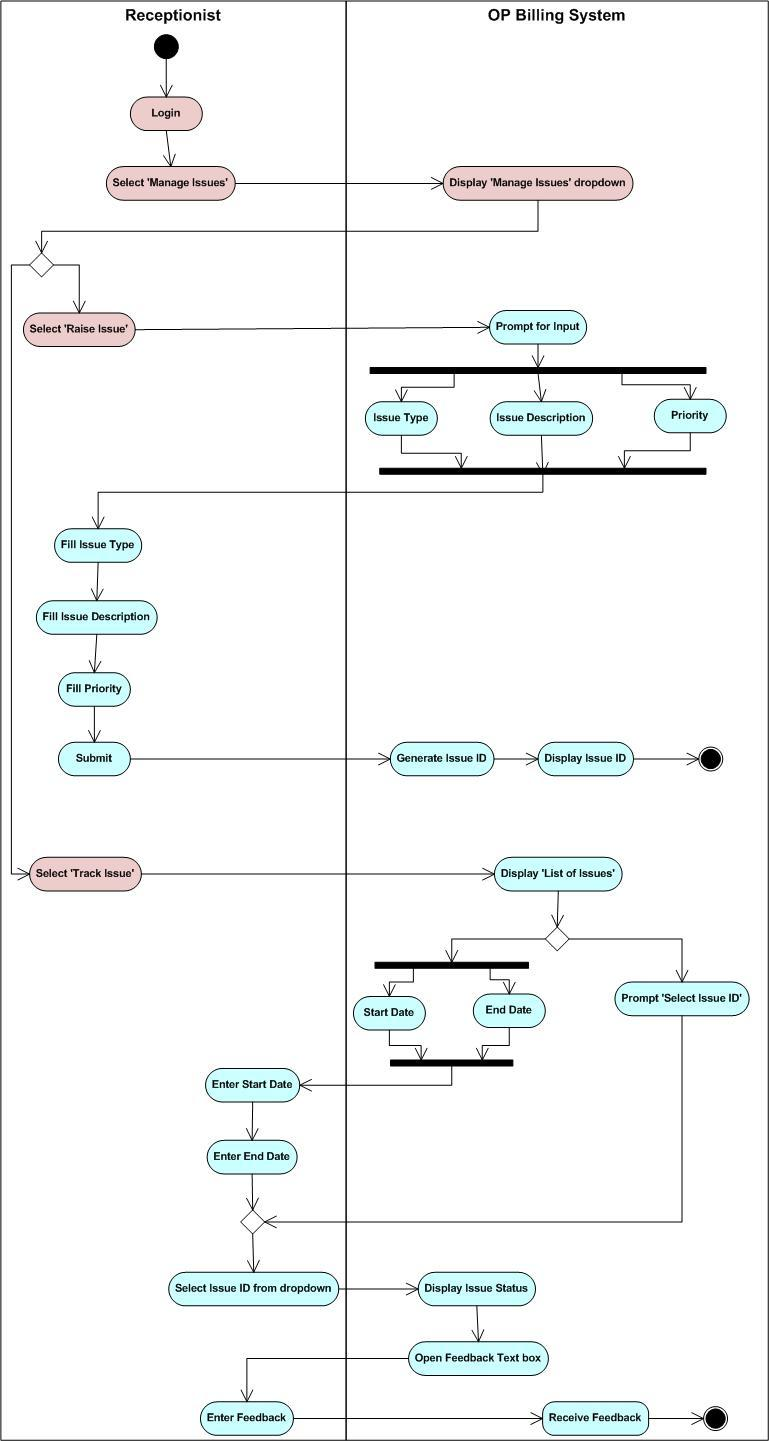 Receptionist
OP Billing System
Login
Select 'Manage Issues'
Display 'Manage Issues' dropdown
Select 'Raise Issue'
Prompt for Input
Issue Type
Issue Description
Priority
Fill Issue Type
Fill Issue Description
Fill Priority
Submit
Generate Issue ID
Display Issue ID
Select 'Track Issue'
Display 'List of Issues'
Start Date
End Date
Prompt 'Select Issue ID'
Enter Start Date
Enter End Date
Select Issue ID from dropdown
Display Issue Status
Open Feedback Text box
Enter Feedback
Receive Feedback